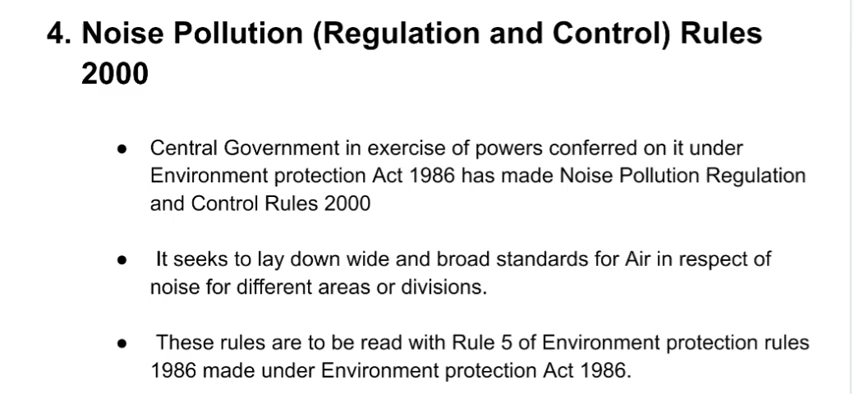 4. Noise Pollution (Regulation and Control) Rules
2000
● Central Government in exercise of powers conferred on it under
Environment protection Act 1986 has made Noise Pollution Regulation
and Control Rules 2000
● It seeks to lay down wide and broad standards for Air in respect of
noise for different areas or divisions.
● These rules are to be read with Rule 5 of Environment protection rules
1986 made under Environment protection Act 1986.